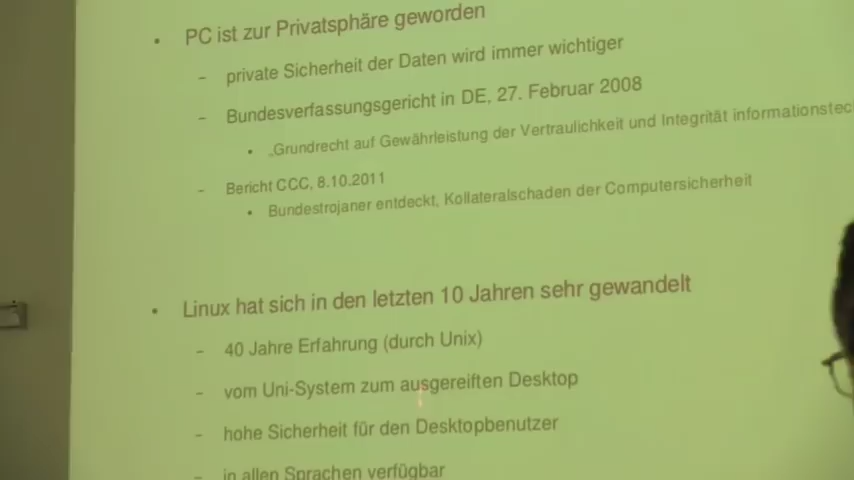 • PC ist zur Privatsphäre geworden
- private Sicherheit der Daten wird immer wichtiger
- Bundesverfassungsgericht in DE, 27. Februar 2008
• „Grundrecht auf Gewährleistung der Vertraulichkeit und Integrität informationstec
- Bericht CCC, 8.10.2011
• Bundestrojaner entdeckt, Kollateralschaden der Computersicherheit
• Linux hat sich in den letzten 10 Jahren sehr gewandelt
- 40 Jahre Erfahrung (durch Unix)
- vom Uni-System zum ausgereiften Desktop
- hohe Sicherheit für den Desktopbenutzer
- in allen Sprachen verfügbar